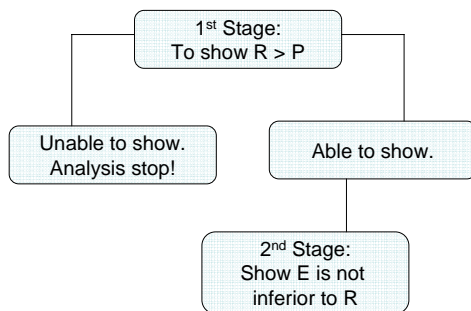 1st Stage:
To show R > P
Unable to show.
Analysis stop!
Able to show.
2nd Stage:
Show E is not
inferior to R